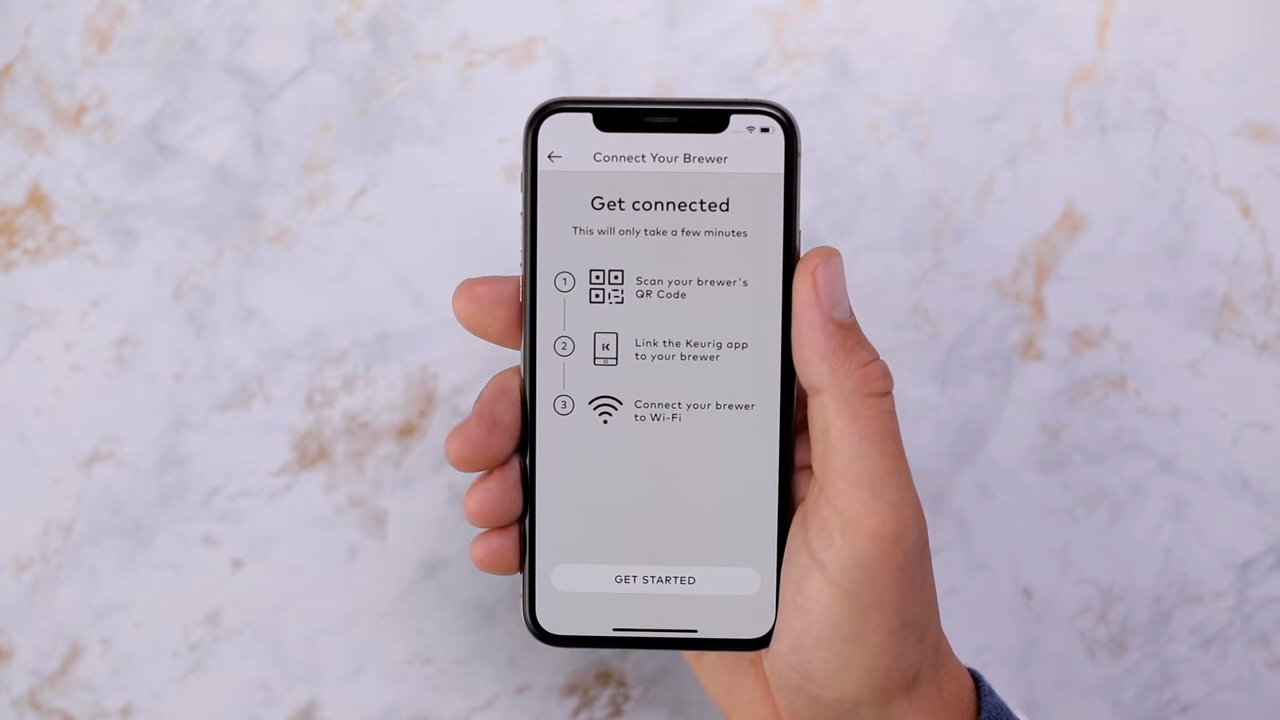 Connect Your Brewer
Get connected
This will only take a few minutes
1
Scan your brewer's
QR Code
2
K
Link the Keurig app
to your brewer
3
Connect your brewer
to Wi-Fi
GET STARTED